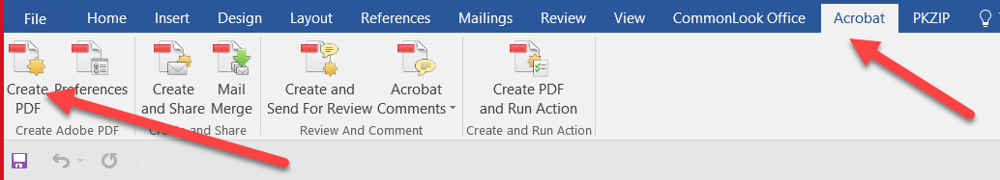 File Home Insert Design Layout References Mailings Review View CommonLook Office Acrobat PKZIP
Create PDF
Preferences
Create and Share
Mail Merge
Create and Send For Review
Acrobat Comments
Create PDF and Run Action
Create Adobe PDF
Create and Share
Review And Comment
Create and Run Action